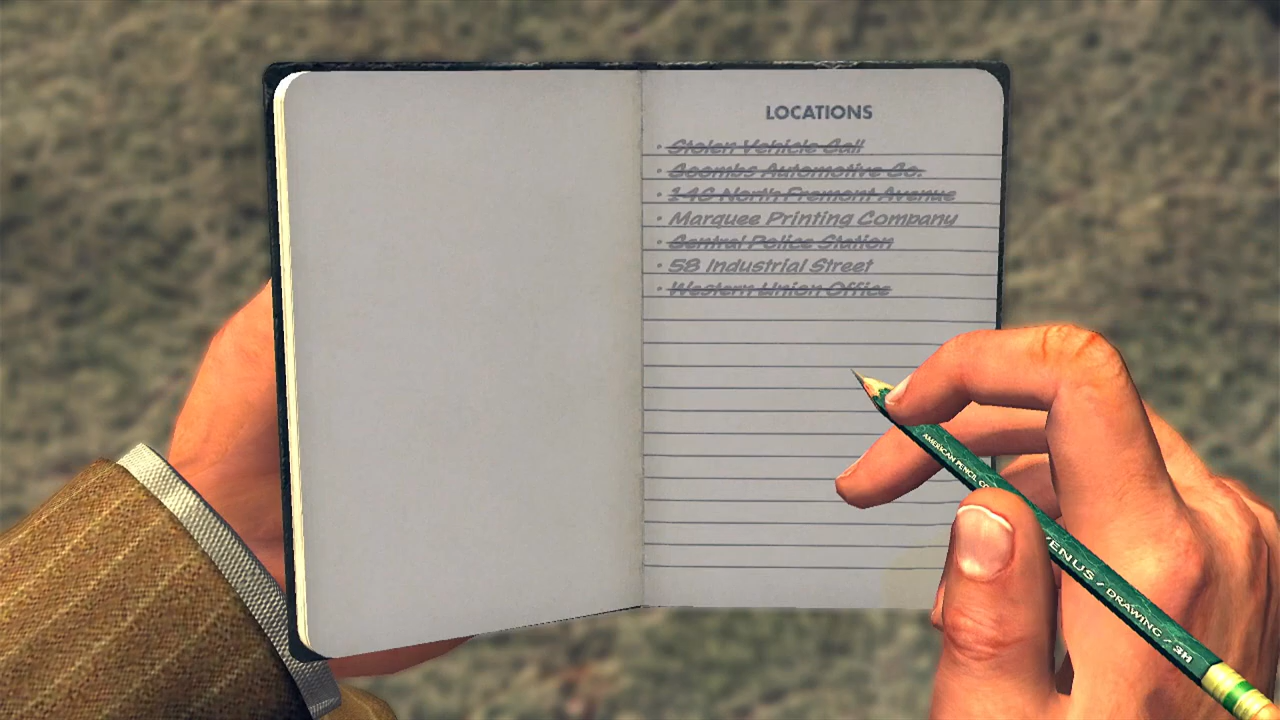 LOCATIONS
· Stolen Vehicle Call
· Coombs Automotive Co.
· 146 North Fremont Avenue
· Marquee Printing Company
· Central Police Station
· 58 Industrial Street
· Western Union Office
AMERICAN PENCIL CO
VENUS / DRAWING / 3H